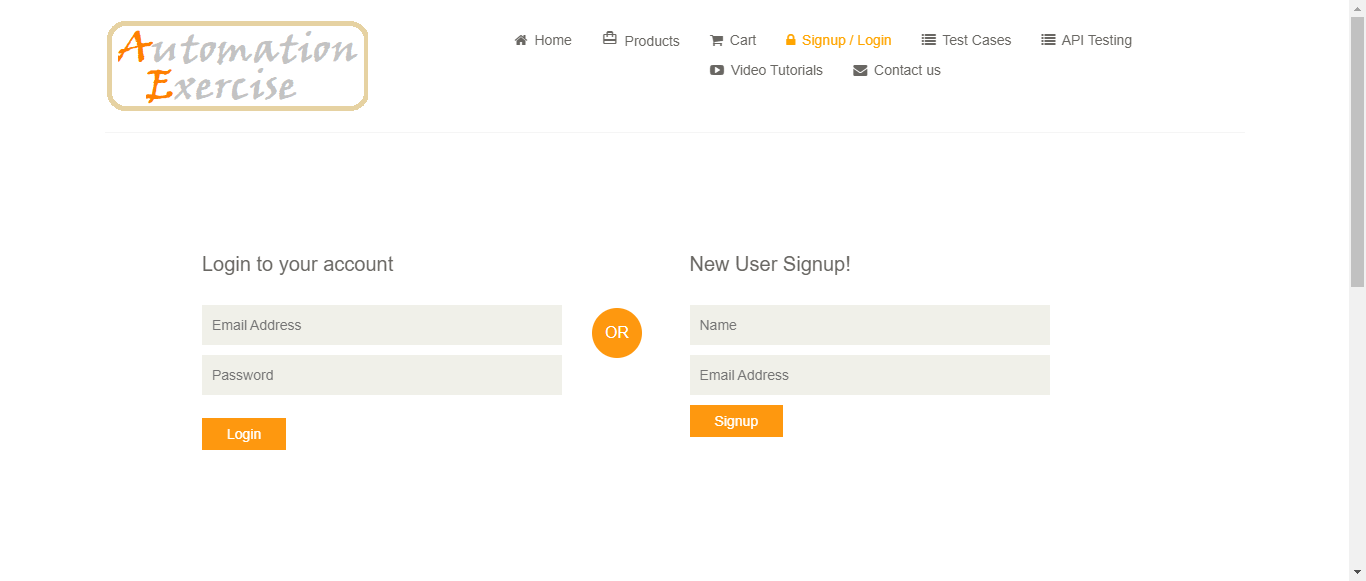 Automation
Exercise
Home Products Cart Signup / Login Test Cases API Testing
Video Tutorials Contact us
Login to your account
Email Address
Password
Login
OR
New User Signup!
Name
Email Address
Signup